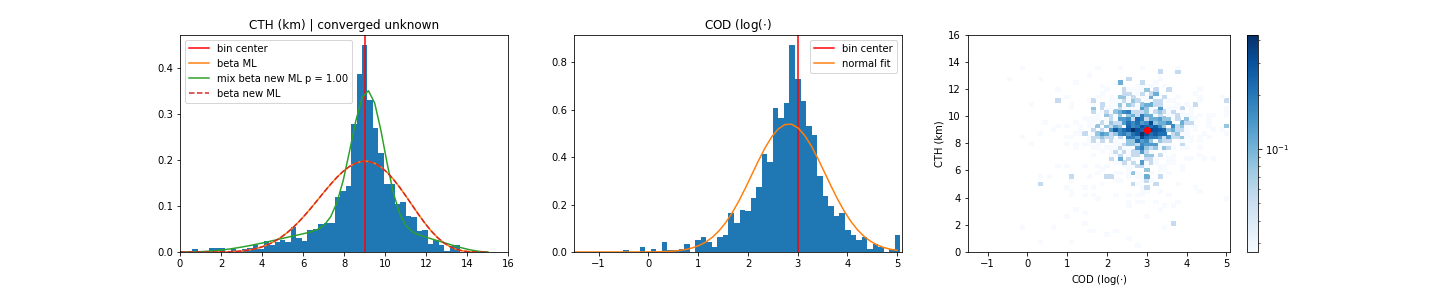 CTH (km) | converged unknown
bin center
beta ML
mix beta new ML p = 1.00
beta new ML
0.4
0.3
0.2
0.1
0.0
0 2 4 6 8 10 12 14 16
COD (log(·)
bin center
normal fit
0.8
0.6
0.4
0.2
0.0
−1 0 1 2 3 4 5
CTH (km)
16
14
12
10
8
6
4
2
0
−1 0 1 2 3 4 5
COD (log(·)
10⁻¹